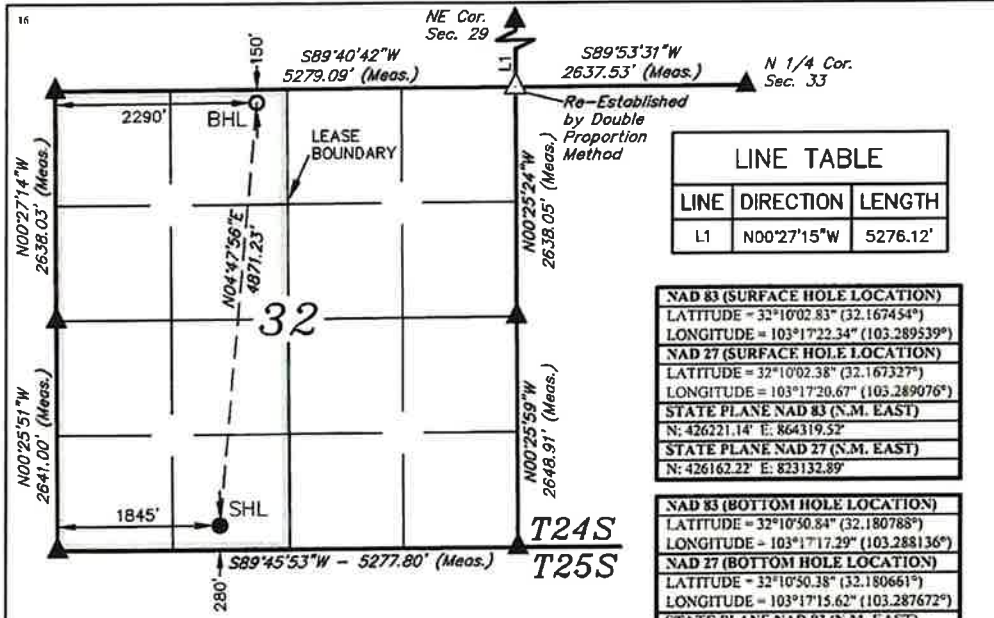 16
NE Cor.
Sec. 29
S89°40'42"W
5279.09' (Meas.)
150'
L1
S89°53'31"W
2637.53' (Meas.)
N 1/4 Cor.
Sec. 33
Re-Established
by Double
Proportion
Method
2290'
BHL
LEASE
BOUNDARY
N00°27'14"W
2638.03' (Meas.)
N04°47'56"E
4871.23'
N00°25'24"W
2638.05' (Meas.)
32
N00°25'51"W
2641.00' (Meas.)
N00°25'59"W
2648.91' (Meas.)
1845'
SHL
280'
S89°45'53"W - 5277.80' (Meas.)
T24S
T25S
LINE TABLE
LINE DIRECTION LENGTH
L1 N00°27'15"W 5276.12'
NAD 83 (SURFACE HOLE LOCATION)
LATITUDE = 32°10'02.83" (32.167454°)
LONGITUDE = 103°17'22.34" (103.289539°)
NAD 27 (SURFACE HOLE LOCATION)
LATITUDE = 32°10'02.38" (32.167327°)
LONGITUDE = 103°17'20.67" (103.289076°)
STATE PLANE NAD 83 (N.M. EAST)
N: 426221.14' E: 864319.52'
STATE PLANE NAD 27 (N.M. EAST)
N: 426162.22' E: 823132.89'
NAD 83 (BOTTOM HOLE LOCATION)
LATITUDE = 32°10'50.84" (32.180788°)
LONGITUDE = 103°17'17.29" (103.288136°)
NAD 27 (BOTTOM HOLE LOCATION)
LATITUDE = 32°10'50.38" (32.180661°)
LONGITUDE = 103°17'15.62" (103.287672°)
STATE PLANE NAD 83 (N.M. EAST)